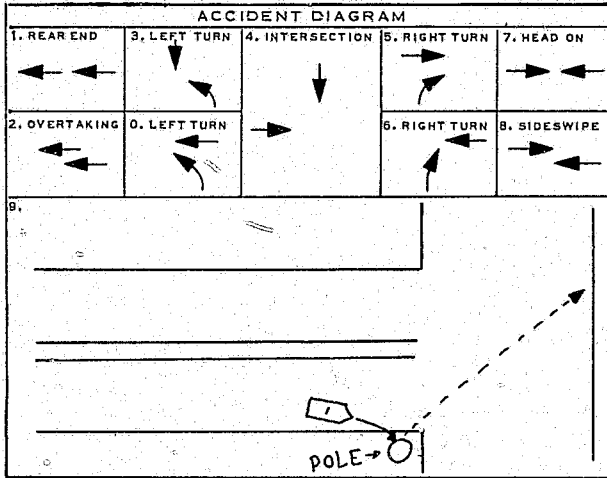 ACCIDENT DIAGRAM
1. REAR END
3. LEFT TURN
4. INTERSECTION
5. RIGHT TURN
7. HEAD ON
2. OVERTAKING
0. LEFT TURN
6. RIGHT TURN
8. SIDESWIPE
9.
1
POLE